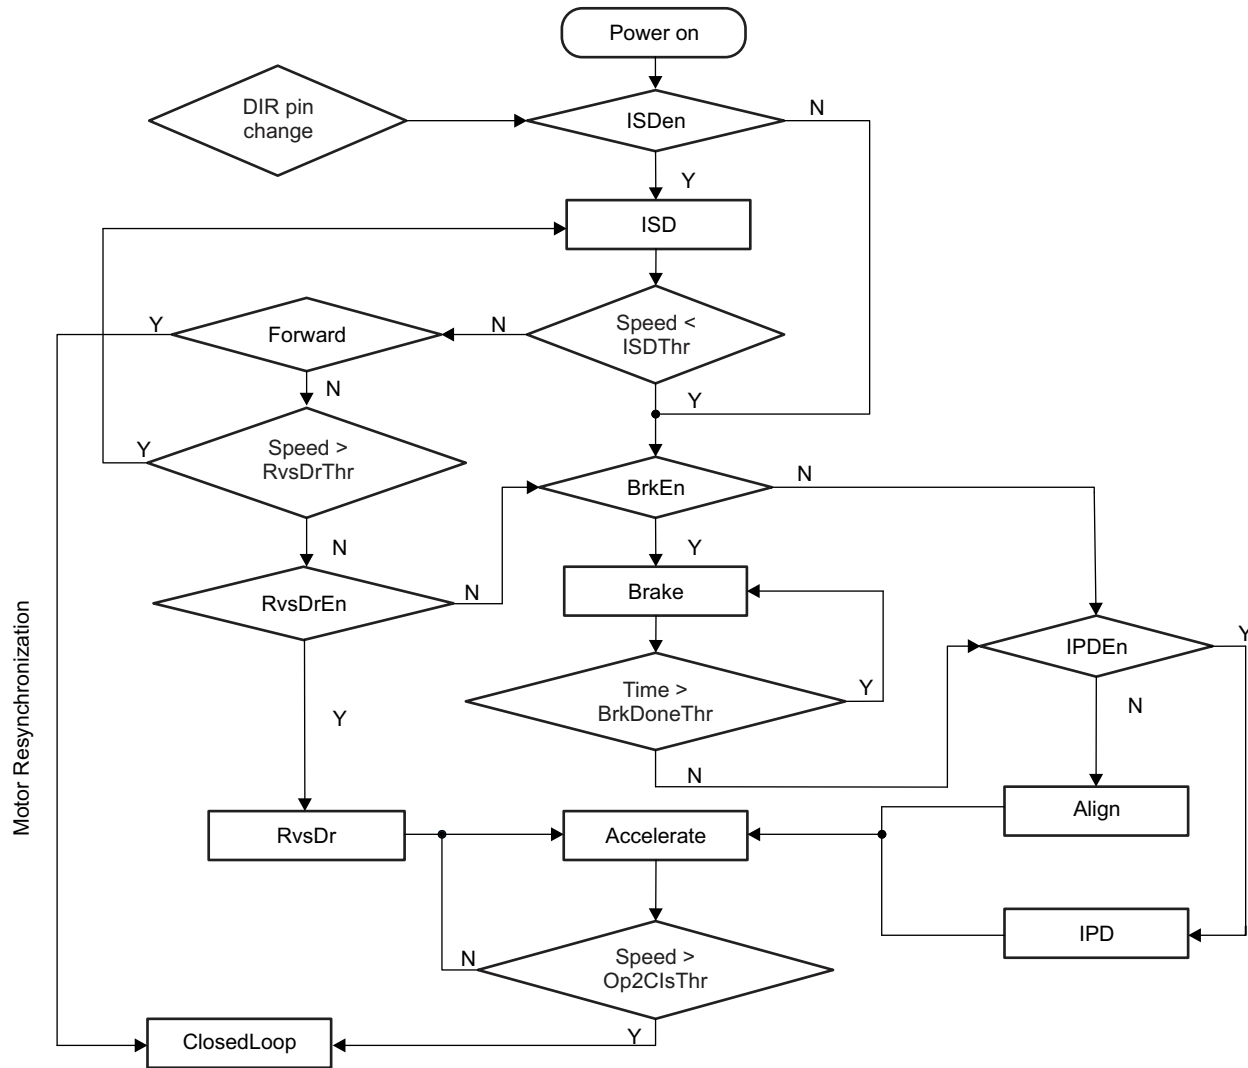 Power on
DIR pin
change
ISDen
N
Y
ISD
Y
Forward
N
Speed <
ISDThr
N
Y
Y
Speed >
RvsDrThr
BrkEn
N
N
Y
RvsDrEn
N
Brake
IPDEn
Y
Motor Resynchronization
Time >
BrkDoneThr
Y
N
Y
N
RvsDr
Accelerate
Align
IPD
N
Speed >
Op2ClsThr
Y
ClosedLoop